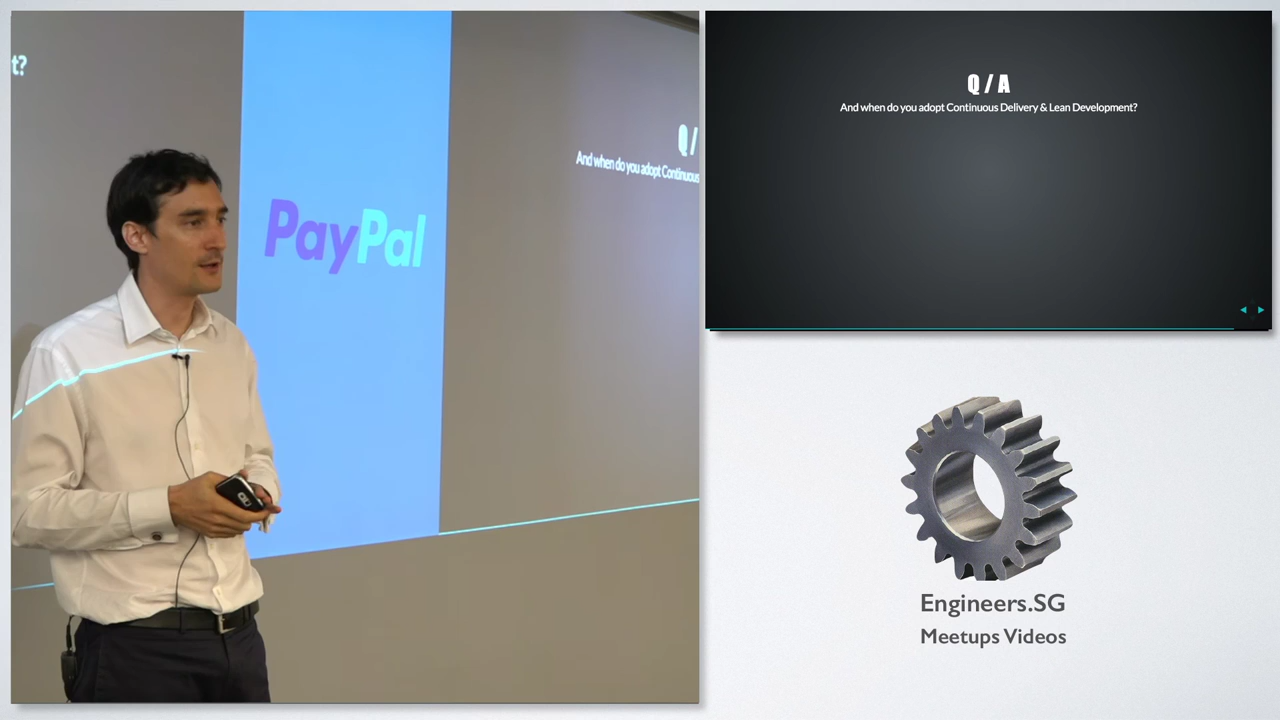 t?
PayPal
Q /
And when do you adopt Continuous
Q / A
And when do you adopt Continuous Delivery & Lean Development?
Engineers.SG
Meetups Videos